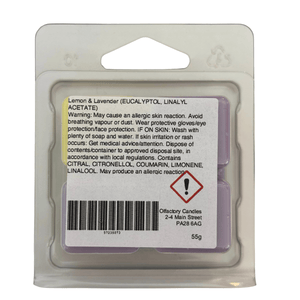 Lemon & Lavender (EUCALYPTOL, LINALYL
ACETATE)
Warning: May cause an allergic skin reaction. Avoid
breathing vapour or dust. Wear protective gloves/eye
protection/face protection. IF ON SKIN: Wash with
plenty of soap and water. If skin irritation or rash
occurs: Get medical advice/attention. Dispose of
contents/container to approved disposal site, in
accordance with local regulations. Contains
CITRAL, CITRONELLOL, COUMARIN, LIMONENE,
LINALOOL. May produce an allergic reaction.
Olfactory Candles
2-4 Main Street
PA28 6AG
55g